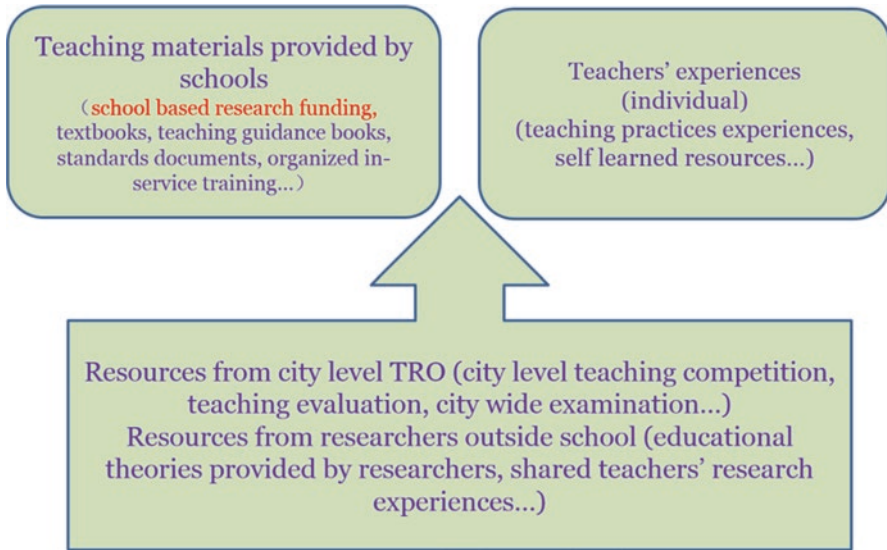 Teaching materials provided by
schools
（school based research funding,
textbooks, teaching guidance books,
standards documents, organized in-
service training...）
Teachers’ experiences
(individual)
(teaching practices experiences,
self learned resources...)
Resources from city level TRO (city level teaching competition,
teaching evaluation, city wide examination...)
Resources from researchers outside school (educational
theories provided by researchers, shared teachers’ research
experiences...)